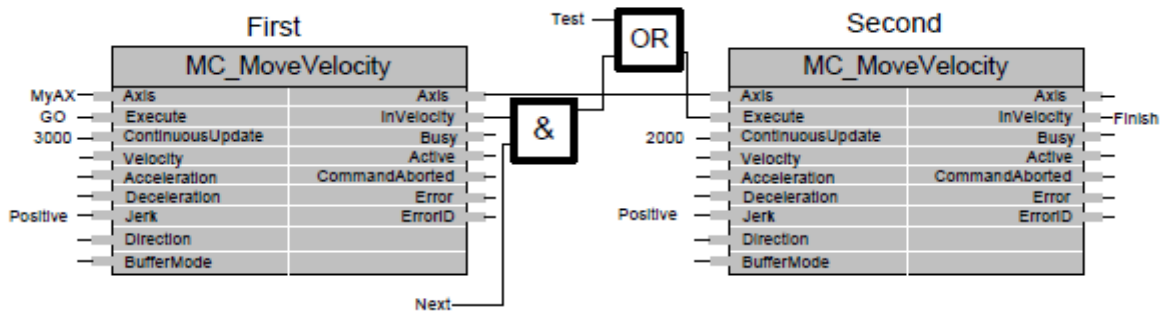 First
Test
OR
Second
MC_MoveVelocity
MC_MoveVelocity
MyAX
Axis
Axis
Axis
Axis
GO
Execute
InVelocity
&
Execute
InVelocity
Finish
3000
ContinuousUpdate
Busy
2000
ContinuousUpdate
Busy
Velocity
Active
Velocity
Active
Acceleration
CommandAborted
Acceleration
CommandAborted
Deceleration
Error
Deceleration
Error
Positive
Jerk
ErrorID
Positive
Jerk
ErrorID
Direction
Direction
BufferMode
BufferMode
Next